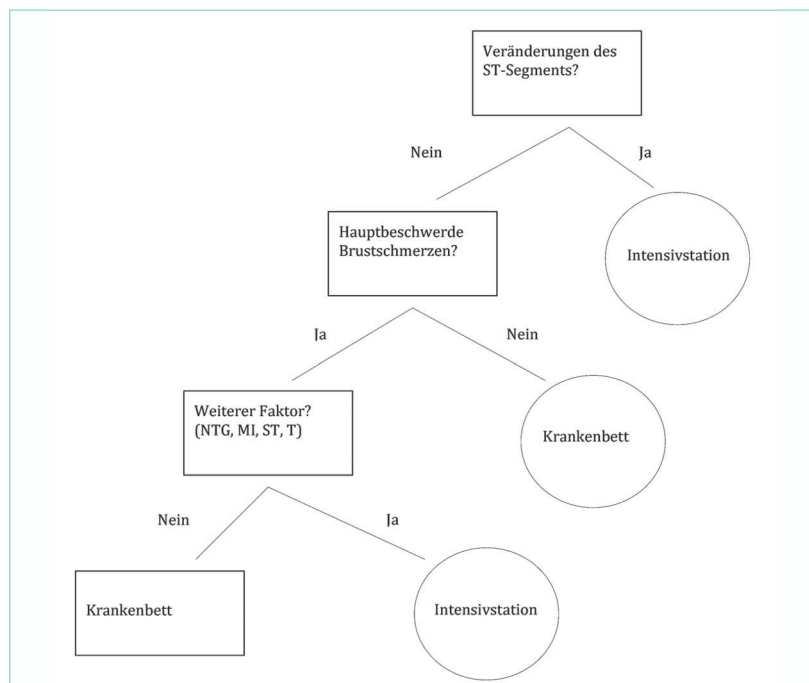 Veränderungen des
ST-Segments?
Nein
Ja
Hauptbeschwerde
Brustschmerzen?
Intensivstation
Ja
Nein
Weiterer Faktor?
(NTG, MI, ST, T)
Krankenbett
Nein
Ja
Krankenbett
Intensivstation